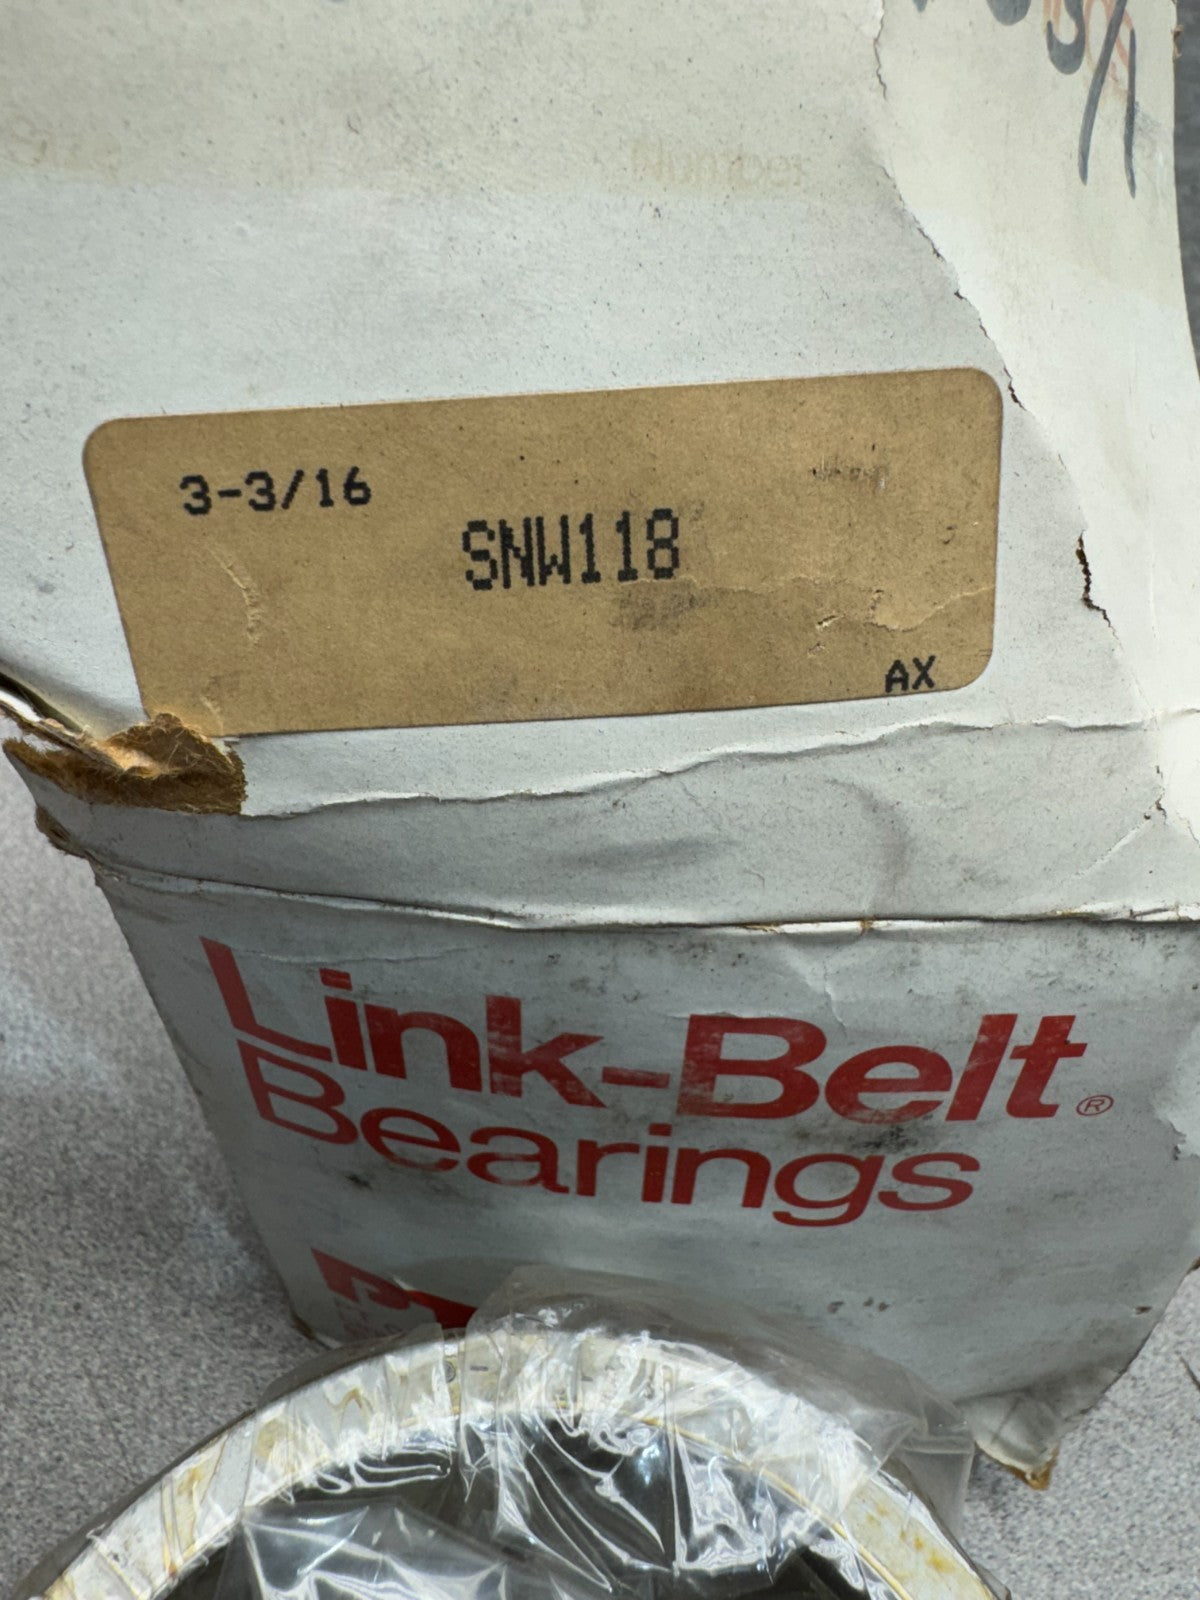 3-3/16
SNW118
AX
Link-Belt®
Bearings